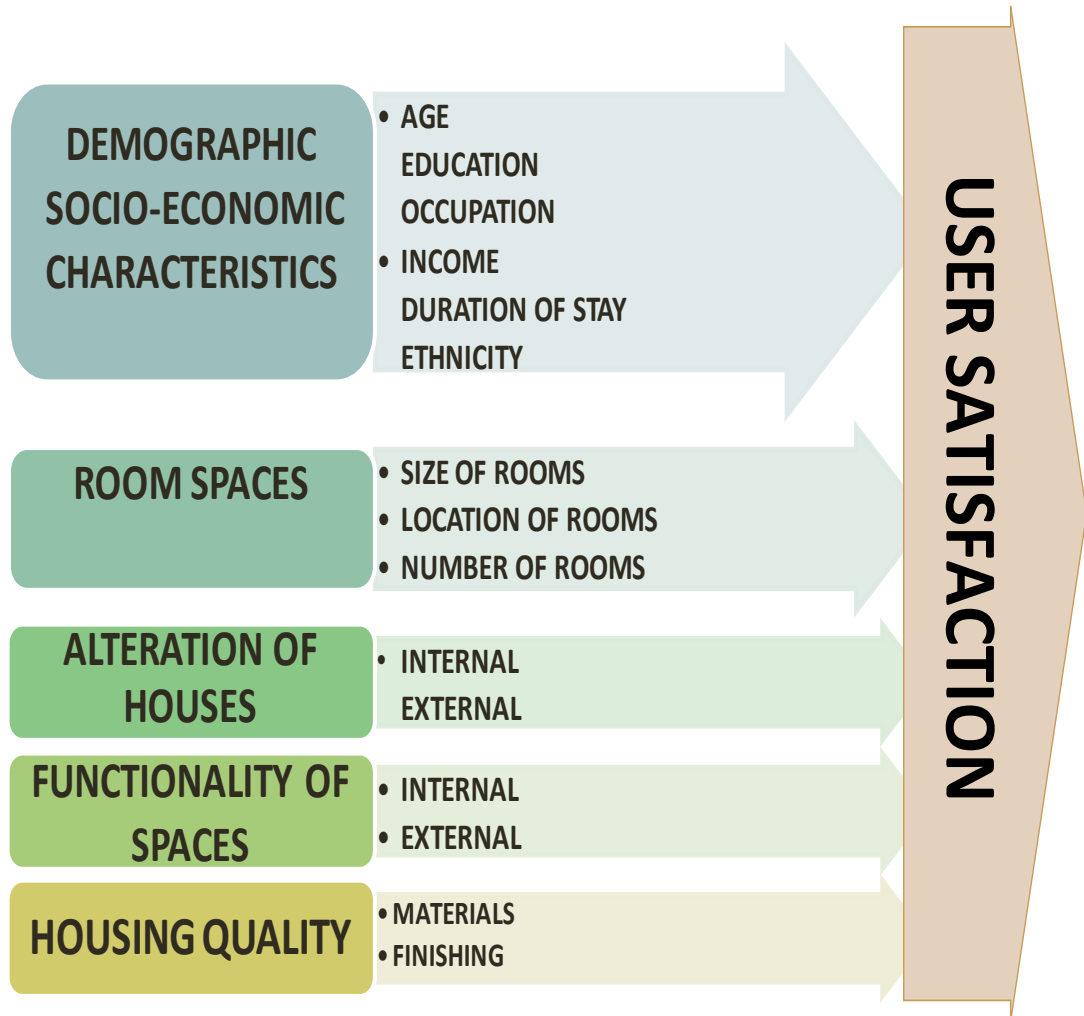 DEMOGRAPHIC
SOCIO-ECONOMIC
CHARACTERISTICS
• AGE
EDUCATION
OCCUPATION
• INCOME
DURATION OF STAY
ETHNICITY
ROOM SPACES
• SIZE OF ROOMS
• LOCATION OF ROOMS
• NUMBER OF ROOMS
ALTERATION OF
HOUSES
• INTERNAL
EXTERNAL
FUNCTIONALITY OF
SPACES
• INTERNAL
• EXTERNAL
HOUSING QUALITY
• MATERIALS
• FINISHING
USER SATISFACTION